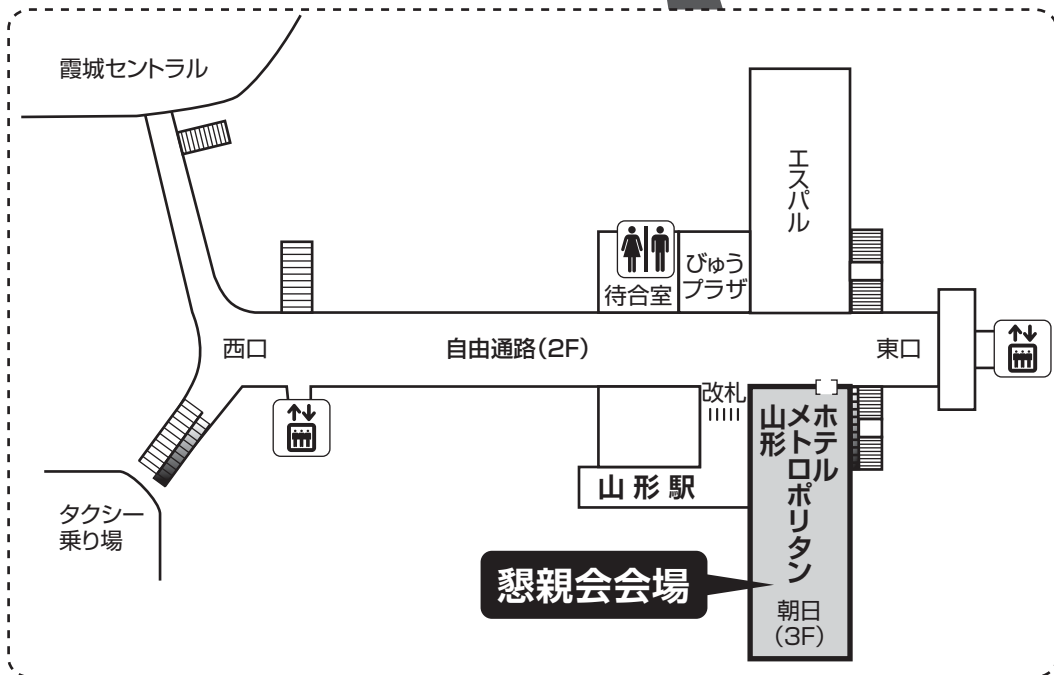 霞城セントラル
エスパル
待合室
びゅう
プラザ
西口
自由通路(2F)
東口
改札
ホテル
メトロポリタン
山形
山形駅
タクシー
乗り場
懇親会会場
朝日
(3F)